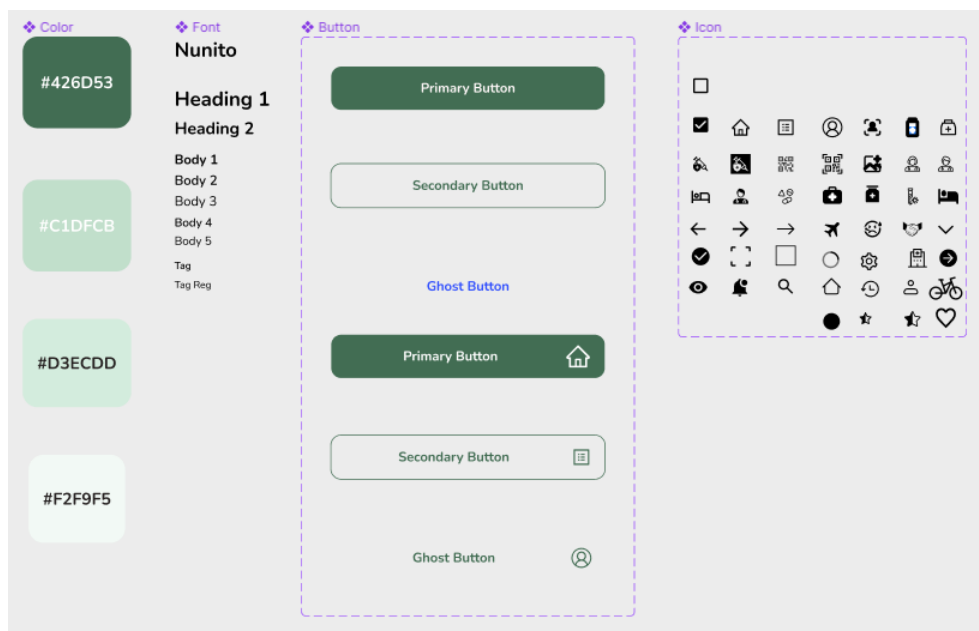 Color
#426D53
#C1DFCB
#D3ECDD
#F2F9F5
Font
Nunito
Heading 1
Heading 2
Body 1
Body 2
Body 3
Body 4
Body 5
Tag
Tag Reg
Button
Primary Button
Secondary Button
Ghost Button
Primary Button
Secondary Button
Ghost Button
Icon